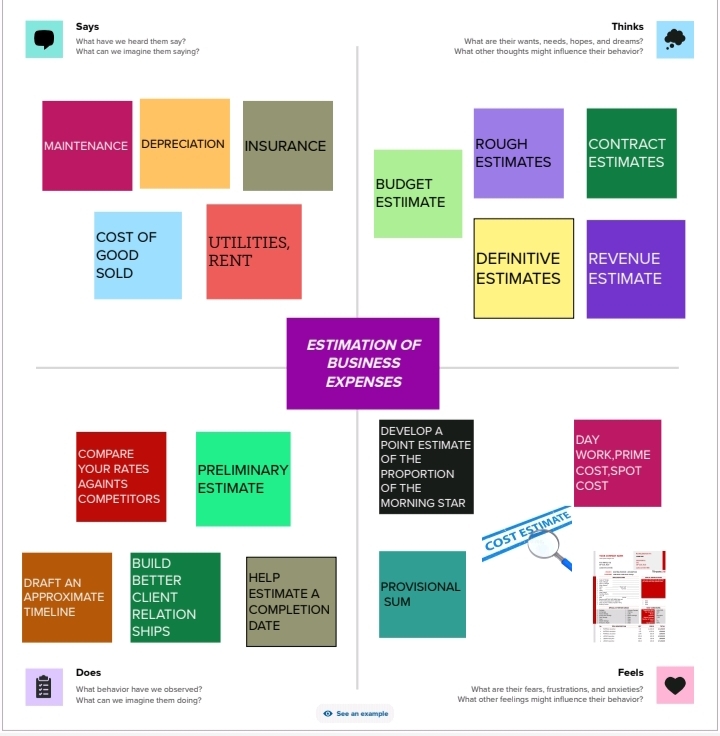 Says
What have we heard them say?
What can we imagine them saying?
Thinks
What are their wants, needs, hopes, and dreams?
What other thoughts might influence their behavior?
MAINTENANCE
DEPRECIATION
INSURANCE
COST OF
GOOD
SOLD
UTILITIES,
RENT
BUDGET
ESTIIMATE
ROUGH
ESTIMATES
CONTRACT
ESTIMATES
DEFINITIVE
ESTIMATES
REVENUE
ESTIMATE
ESTIMATION OF
BUSINESS
EXPENSES
COMPARE
YOUR RATES
AGAINTS
COMPETITORS
PRELIMINARY
ESTIMATE
DRAFT AN
APPROXIMATE
TIMELINE
BUILD
BETTER
CLIENT
RELATION
SHIPS
HELP
ESTIMATE A
COMPLETION
DATE
DEVELOP A
POINT ESTIMATE
OF THE
PROPORTION
OF THE
MORNING STAR
DAY
WORK,PRIME
COST,SPOT
COST
COST ESTIMATE
PROVISIONAL
SUM
Does
What behavior have we observed?
What can we imagine them doing?
Feels
What are their fears, frustrations, and anxieties?
What other feelings might influence their behavior?
See an example